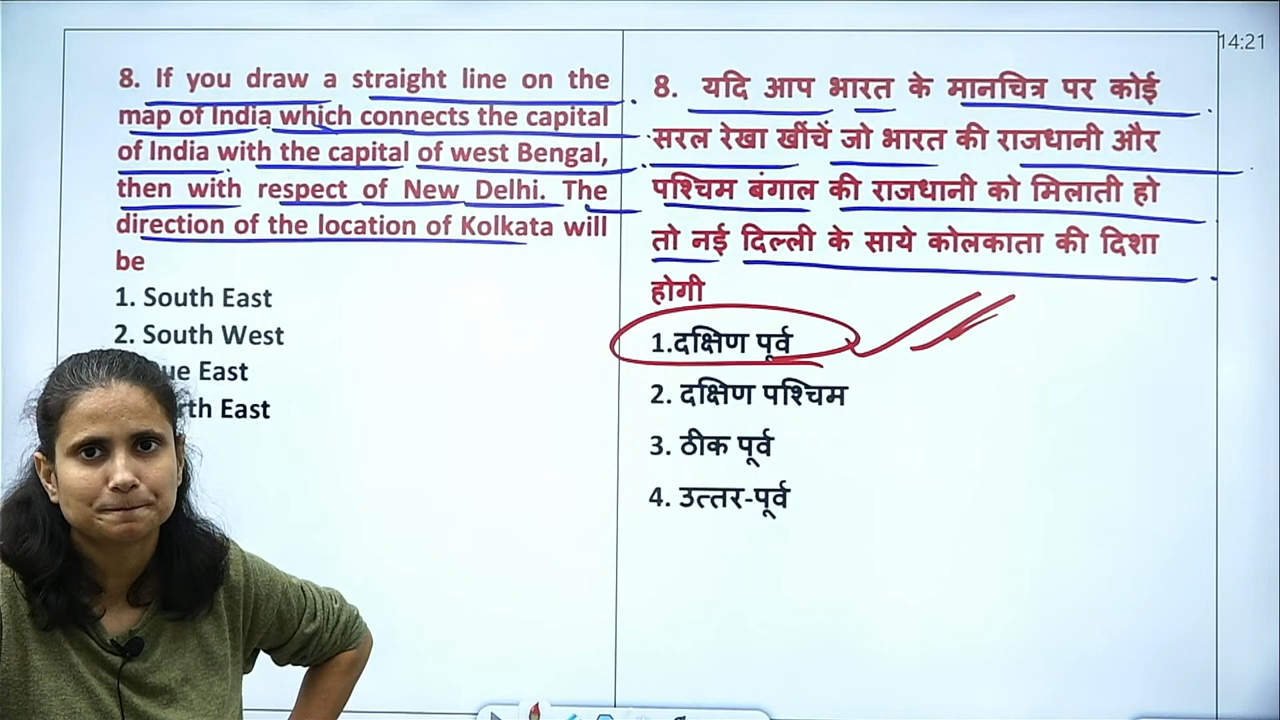 14:21
8. If you draw a straight line on the
map of India which connects the capital
of India with the capital of west Bengal,
then with respect of New Delhi. The
direction of the location of Kolkata will
be
1. South East
2. South West
ue East
rth East
8. यदि आप भारत के मानचित्र पर कोई
सरल रेखा खींचें जो भारत की राजधानी और
पश्चिम बंगाल की राजधानी को मिलाती हो
तो नई दिल्ली के साये कोलकाता की दिशा
होगी
1.दक्षिण पूर्व
2. दक्षिण पश्चिम
3. ठीक पूर्व
4. उत्तर-पूर्व